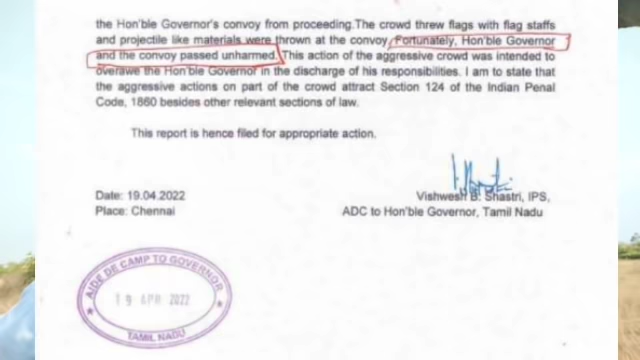 the Hon'ble Governor's convoy from proceeding.The crowd threw flags with flag staffs
and projectile like materials were thrown at the convoy. Fortunately, Hon'ble Governor
and the convoy passed unharmed. This action of the aggressive crowd was intended to
overawe the Hon'ble Governor in the discharge of his responsibilities. I am to state that
the aggressive actions on part of the crowd attract Section 124 of the Indian Penal
Code, 1860 besides other relevant sections of law.
This report is hence filed for appropriate action.
Date: 19.04.2022
Place: Chennai
Vishwesh B. Shastri, IPS,
ADC to Hon'ble Governor, Tamil Nadu
AIDE DE CAMP TO GOVERNOR
19 APR 2022
TAMIL NADU